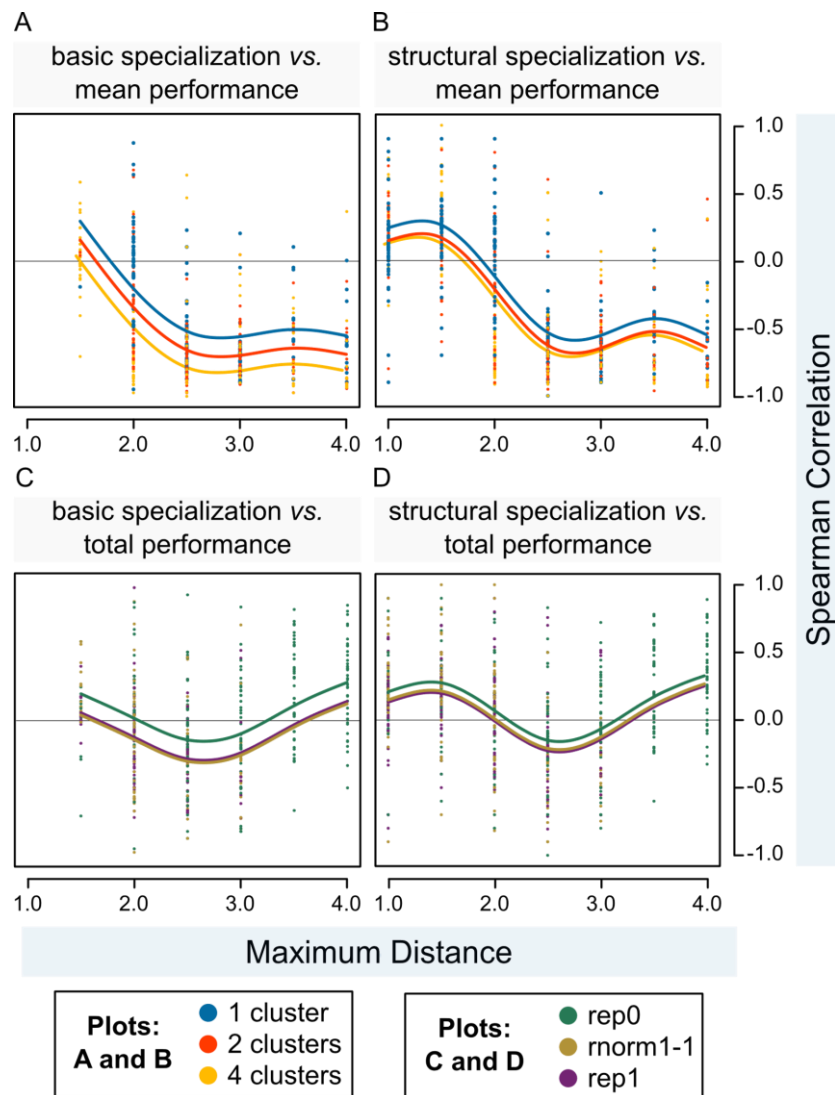 A
basic specialization vs.
mean performance
B
structural specialization vs.
mean performance
1.0
0.5
0.0
-0.5
-1.0
1.0 2.0 3.0 4.0
1.0 2.0 3.0 4.0
C
basic specialization vs.
total performance
D
structural specialization vs.
total performance
1.0
0.5
0.0
-0.5
-1.0
1.0 2.0 3.0 4.0
1.0 2.0 3.0 4.0
Spearman Correlation
Maximum Distance
Plots:
A and B
1 cluster
2 clusters
4 clusters
Plots:
C and D
rep0
rnorm1-1
rep1